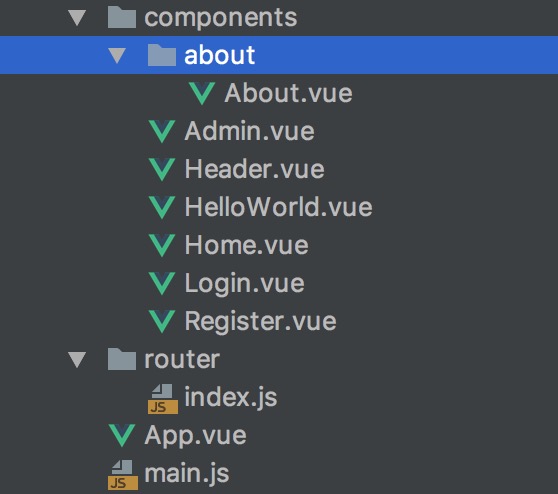 components
about
About.vue
Admin.vue
Header.vue
HelloWorld.vue
Home.vue
Login.vue
Register.vue
router
JS index.js
App.vue
JS main.js